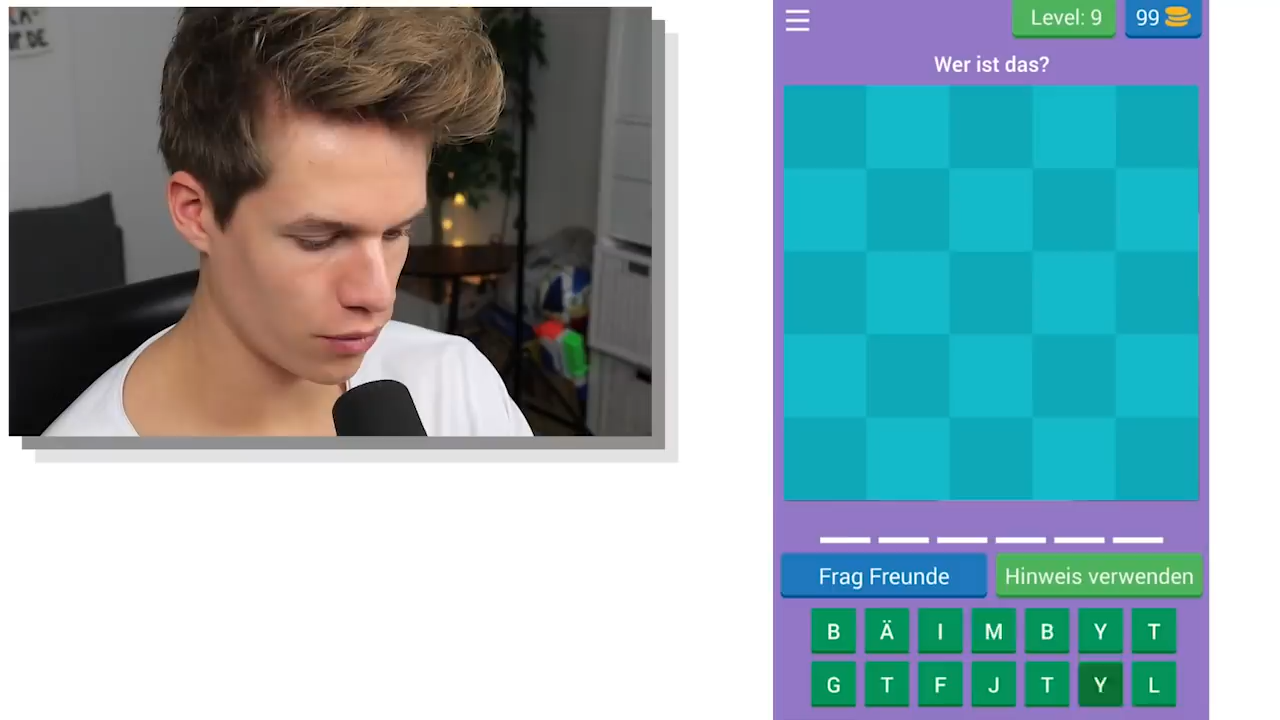 Level: 9
99
Wer ist das?
Frag Freunde
Hinweis verwenden
B Ä I M B Y T
G T F J T Y L